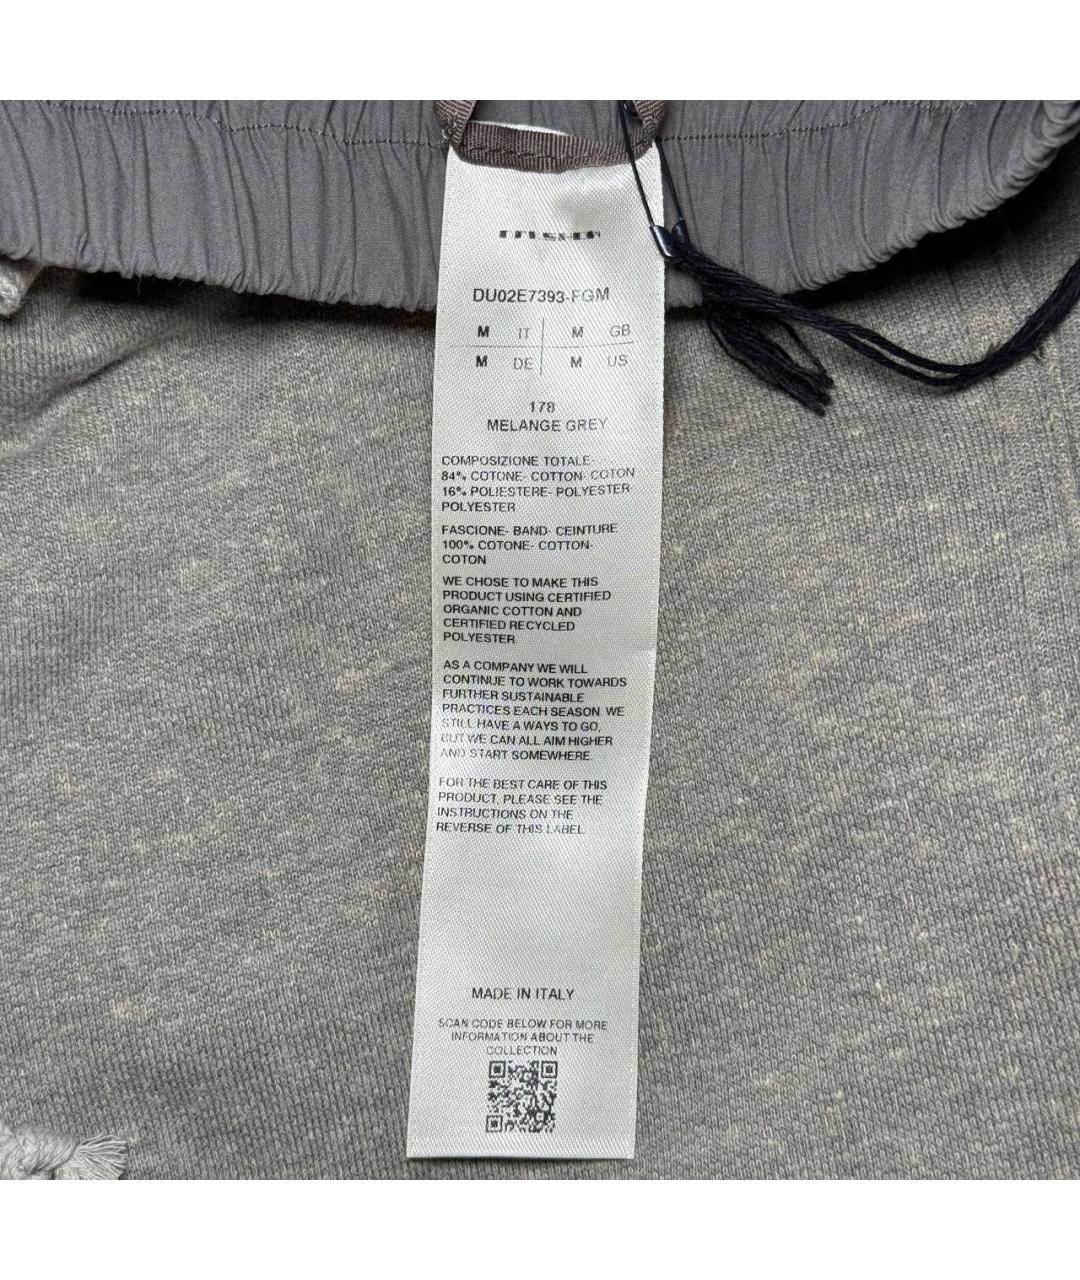 DU02E7393-FGM
M IT M GB
M DE M US
178
MELANGE GREY
COMPOSIZIONE TOTALE-
84% COTONE- COTTON- COTON
16% POLIESTERE- POLYESTER-
POLYESTER
FASCIONE- BAND- CEINTURE
100% COTONE- COTTON-
COTON
WE CHOSE TO MAKE THIS
PRODUCT USING CERTIFIED
ORGANIC COTTON AND
CERTIFIED RECYCLED
POLYESTER.
AS A COMPANY WE WILL
CONTINUE TO WORK TOWARDS
FURTHER SUSTAINABLE
PRACTICES EACH SEASON. WE
STILL HAVE A WAYS TO GO,
BUT WE CAN ALL AIM HIGHER
AND START SOMEWHERE.
FOR THE BEST CARE OF THIS
PRODUCT, PLEASE SEE THE
INSTRUCTIONS ON THE
REVERSE OF THIS LABEL.
MADE IN ITALY
SCAN CODE BELOW FOR MORE
INFORMATION ABOUT THE
COLLECTION